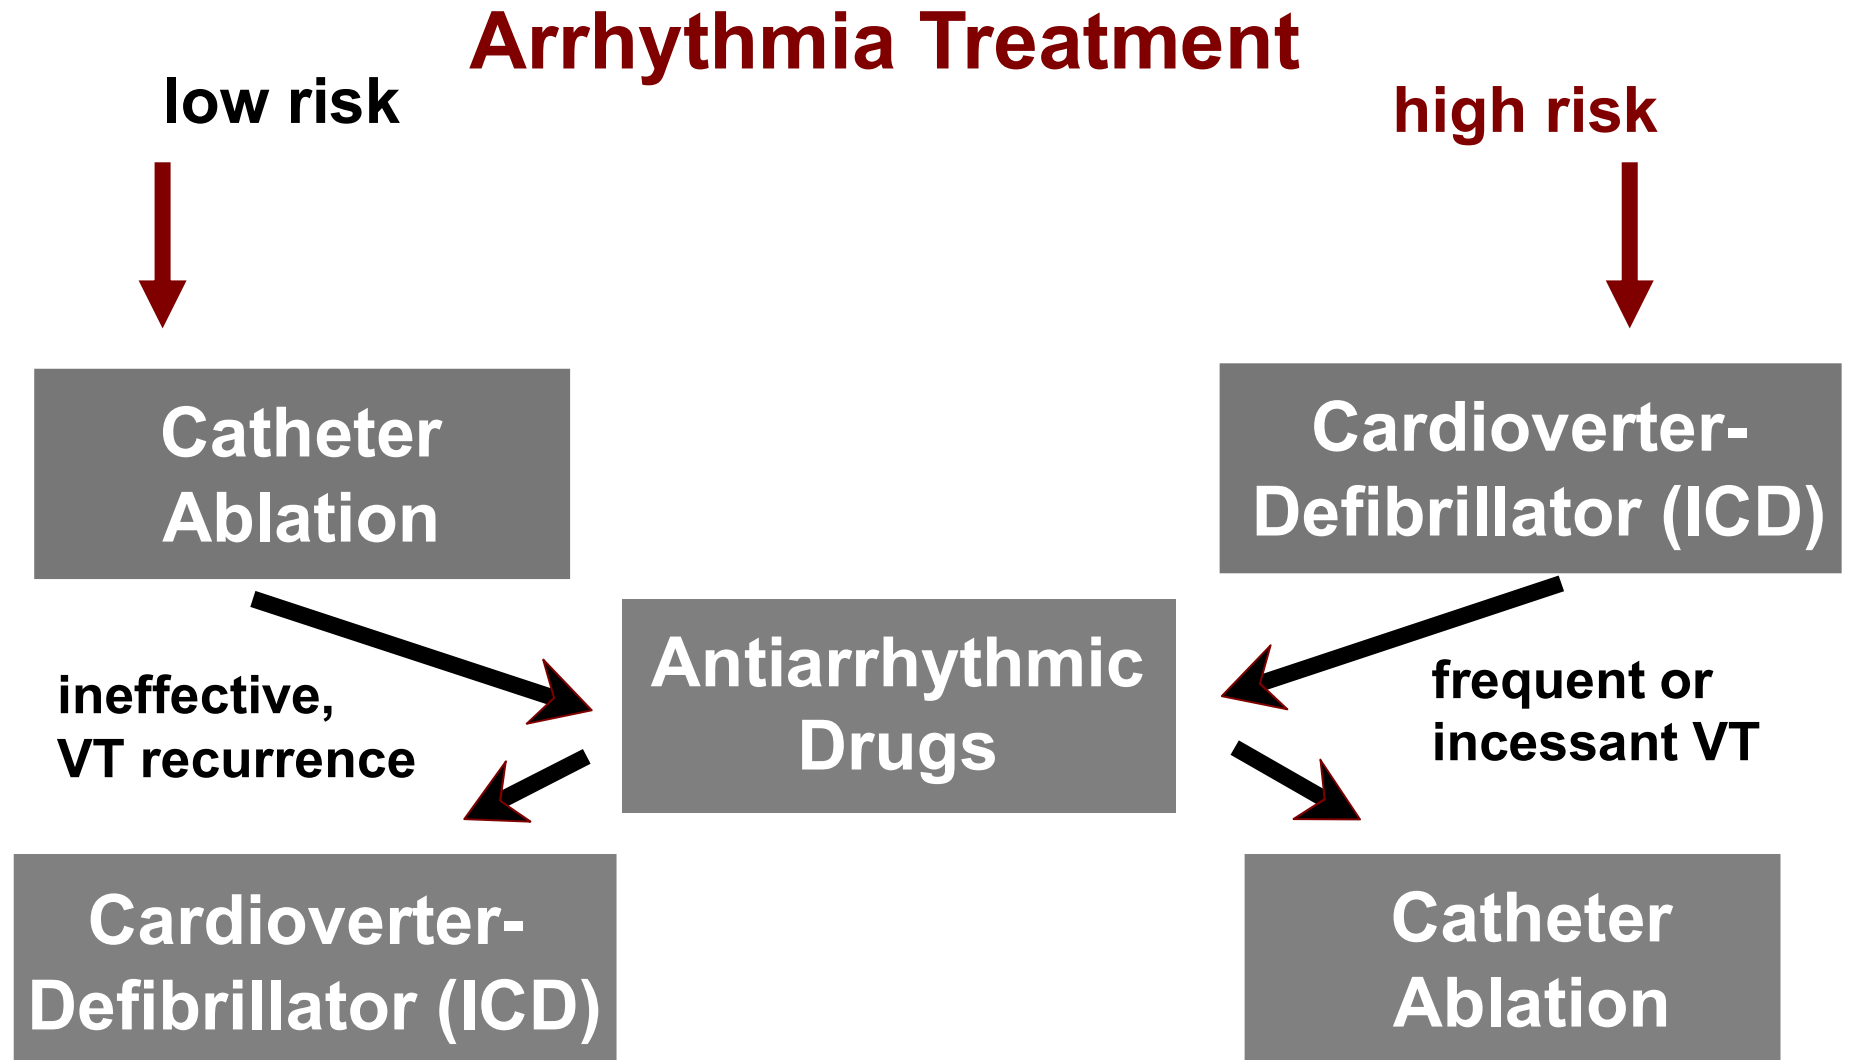 Arrhythmia Treatment
low risk
high risk
Catheter
Ablation
Cardioverter-
Defibrillator (ICD)
Antiarrhythmic
Drugs
ineffective,
VT recurrence
frequent or
incessant VT
Cardioverter-
Defibrillator (ICD)
Catheter
Ablation